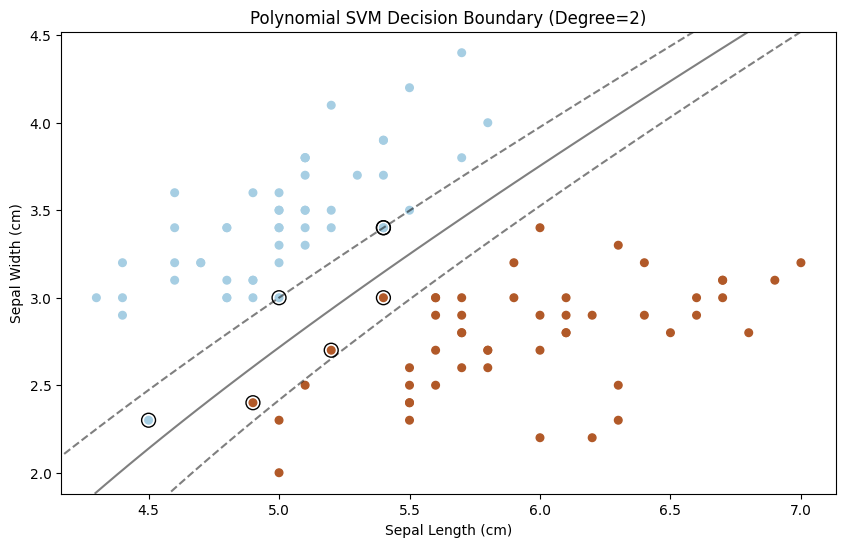 Polynomial SVM Decision Boundary (Degree=2)
4.5
4.0
3.5
3.0
2.5
2.0
Sepal Width (cm)
4.5 5.0 5.5 6.0 6.5 7.0
Sepal Length (cm)